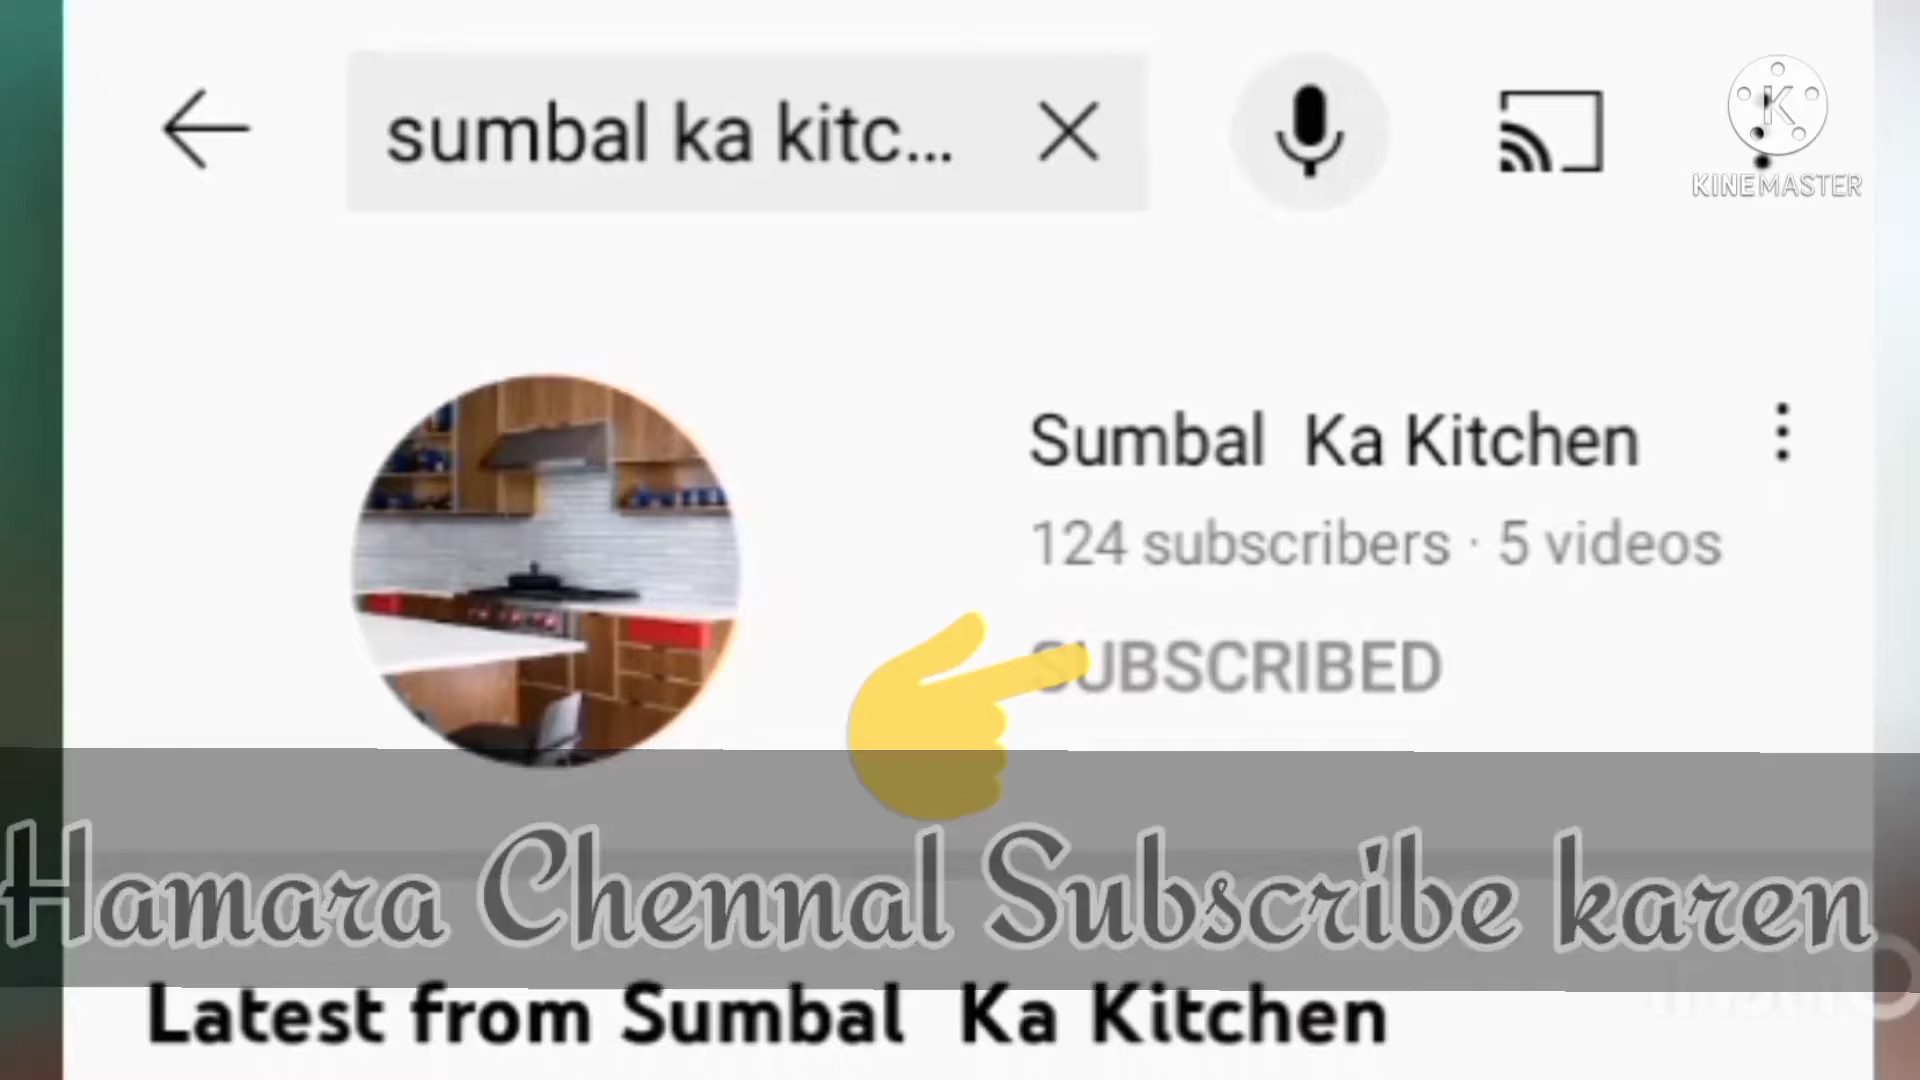 sumbal ka kitc...
KINEMASTER
Sumbal Ka Kitchen
124 subscribers · 5 videos
SUBSCRIBED
Hamara Chennal Subscribe karen
Latest from Sumbal Ka Kitchen